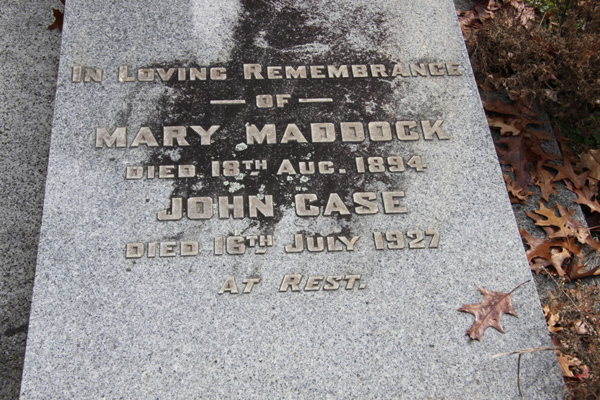 In Loving Remembrance
— OF —
MARY MADDOCK
DIED 18TH AUG. 1894
JOHN CASE
DIED 16TH JULY 1927
AT REST.